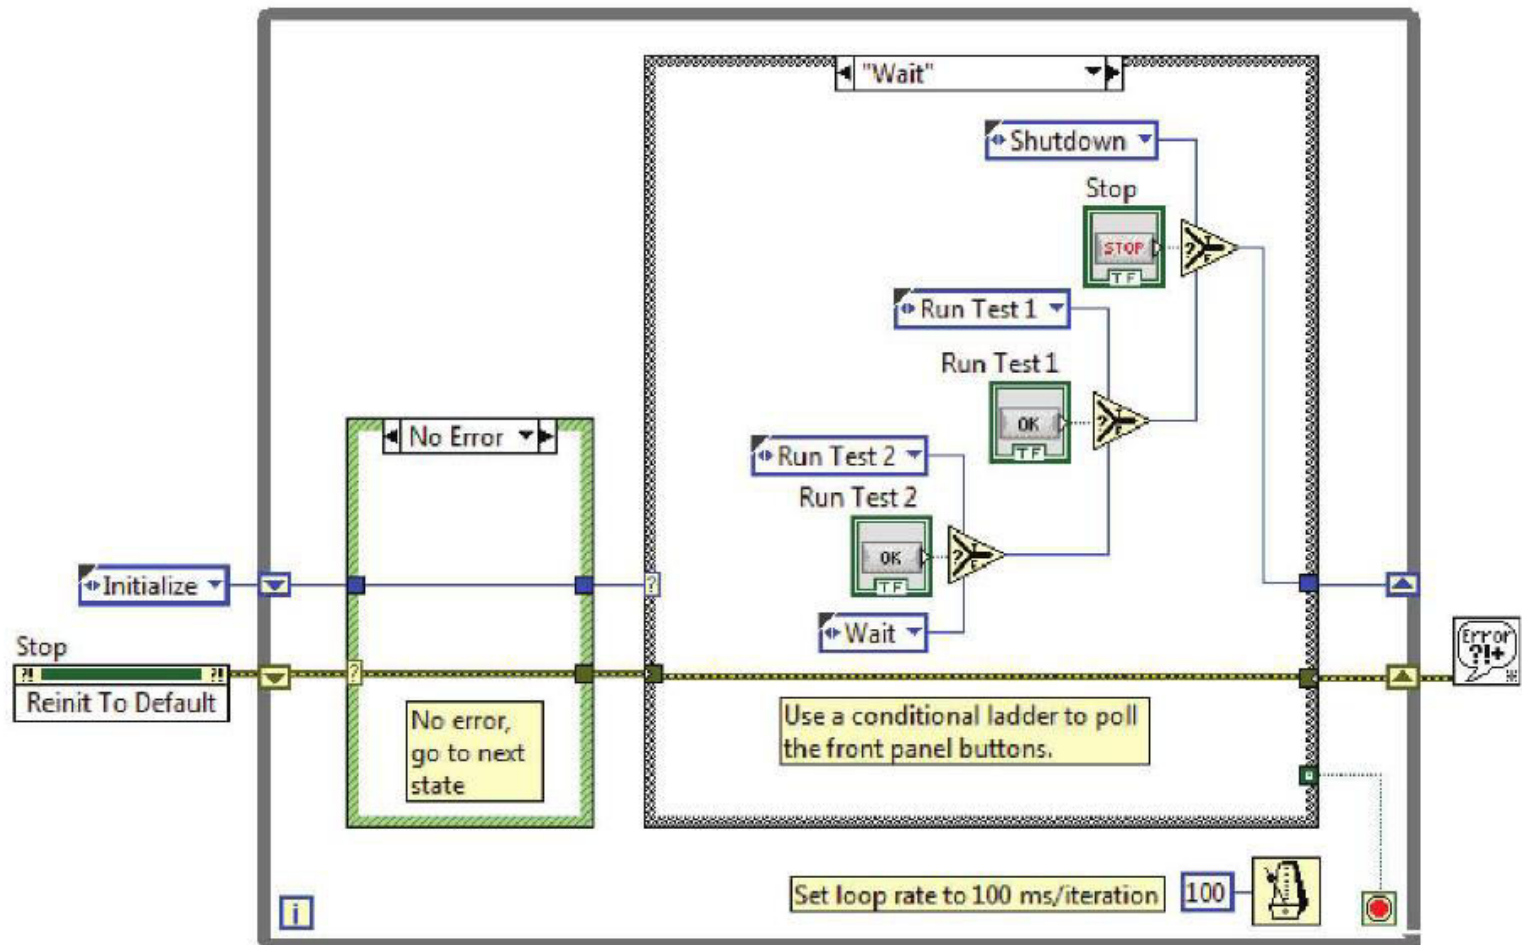 "Wait"
Shutdown
Stop
STOP
TF
Run Test 1
Run Test 1
OK
TF
No Error
Run Test 2
Run Test 2
OK
TF
Initialize
?
Wait
Stop
?! ?!
Reinit To Default
?
Error
?!+
No error,
go to next
state
Use a conditional ladder to poll
the front panel buttons.
Set loop rate to 100 ms/iteration
100
i